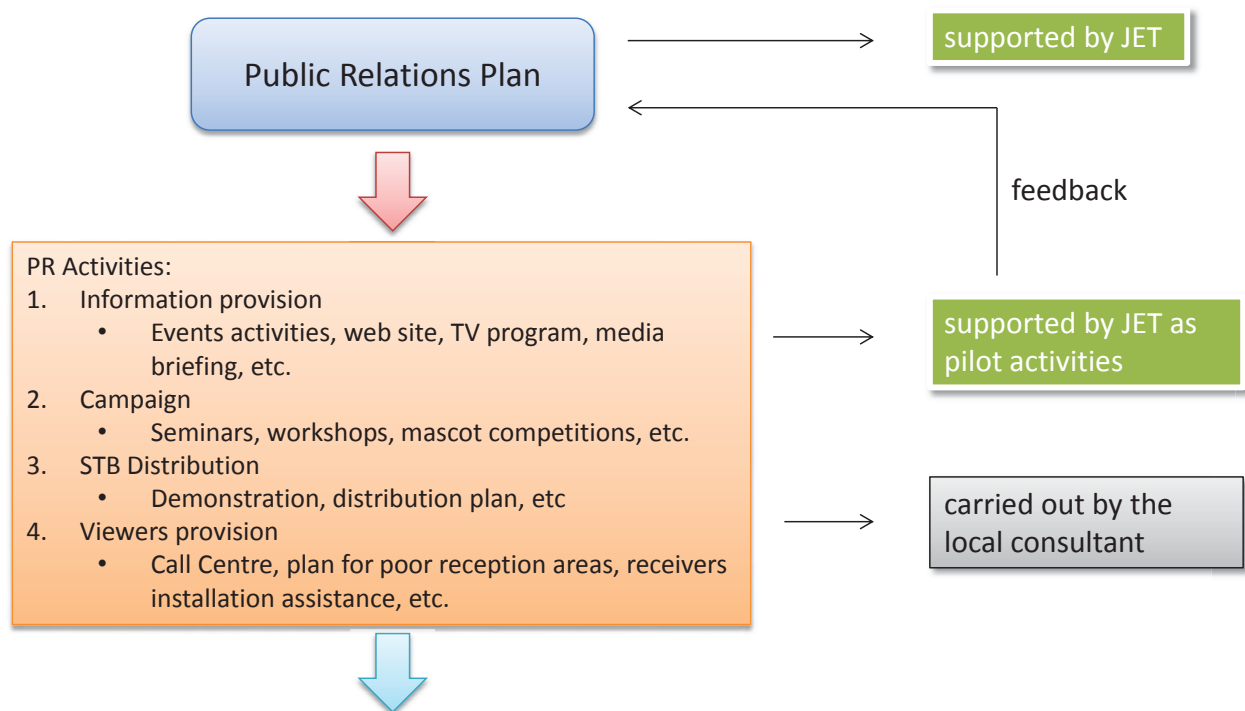 Public Relations Plan
supported by JET
feedback
PR Activities:
1. Information provision
• Events activities, web site, TV program, media
briefing, etc.
2. Campaign
• Seminars, workshops, mascot competitions, etc.
3. STB Distribution
• Demonstration, distribution plan, etc
4. Viewers provision
• Call Centre, plan for poor reception areas, receivers
installation assistance, etc.
supported by JET as
pilot activities
carried out by the
local consultant